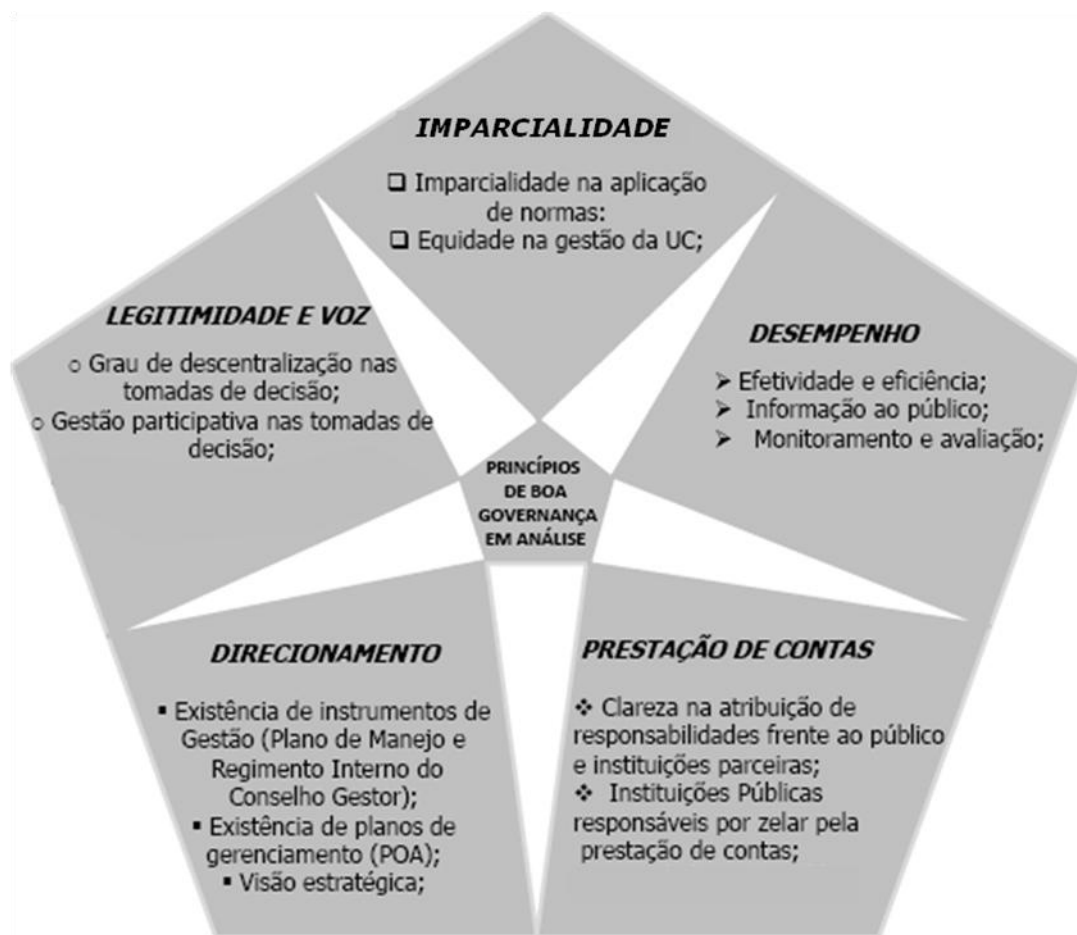 IMPARCIALIDADE
❑ Imparcialidade na aplicação
de normas:
❑ Equidade na gestão da UC;
LEGITIMIDADE E VOZ
o Grau de descentralização nas
tomadas de decisão;
o Gestão participativa nas tomadas de
decisão;
DESEMPENHO
➢ Efetividade e eficiência;
➢ Informação ao público;
➢ Monitoramento e avaliação;
PRINCÍPIOS
DE BOA
GOVERNANÇA
EM ANÁLISE
DIRECIONAMENTO
▪ Existência de instrumentos de
Gestão (Plano de Manejo e
Regimento Interno do
Conselho Gestor);
▪ Existência de planos de
gerenciamento (POA);
▪ Visão estratégica;
PRESTAÇÃO DE CONTAS
❖ Clareza na atribuição de
responsabilidades frente ao público
e instituições parceiras;
❖ Instituições Públicas
responsáveis por zelar pela
prestação de contas;